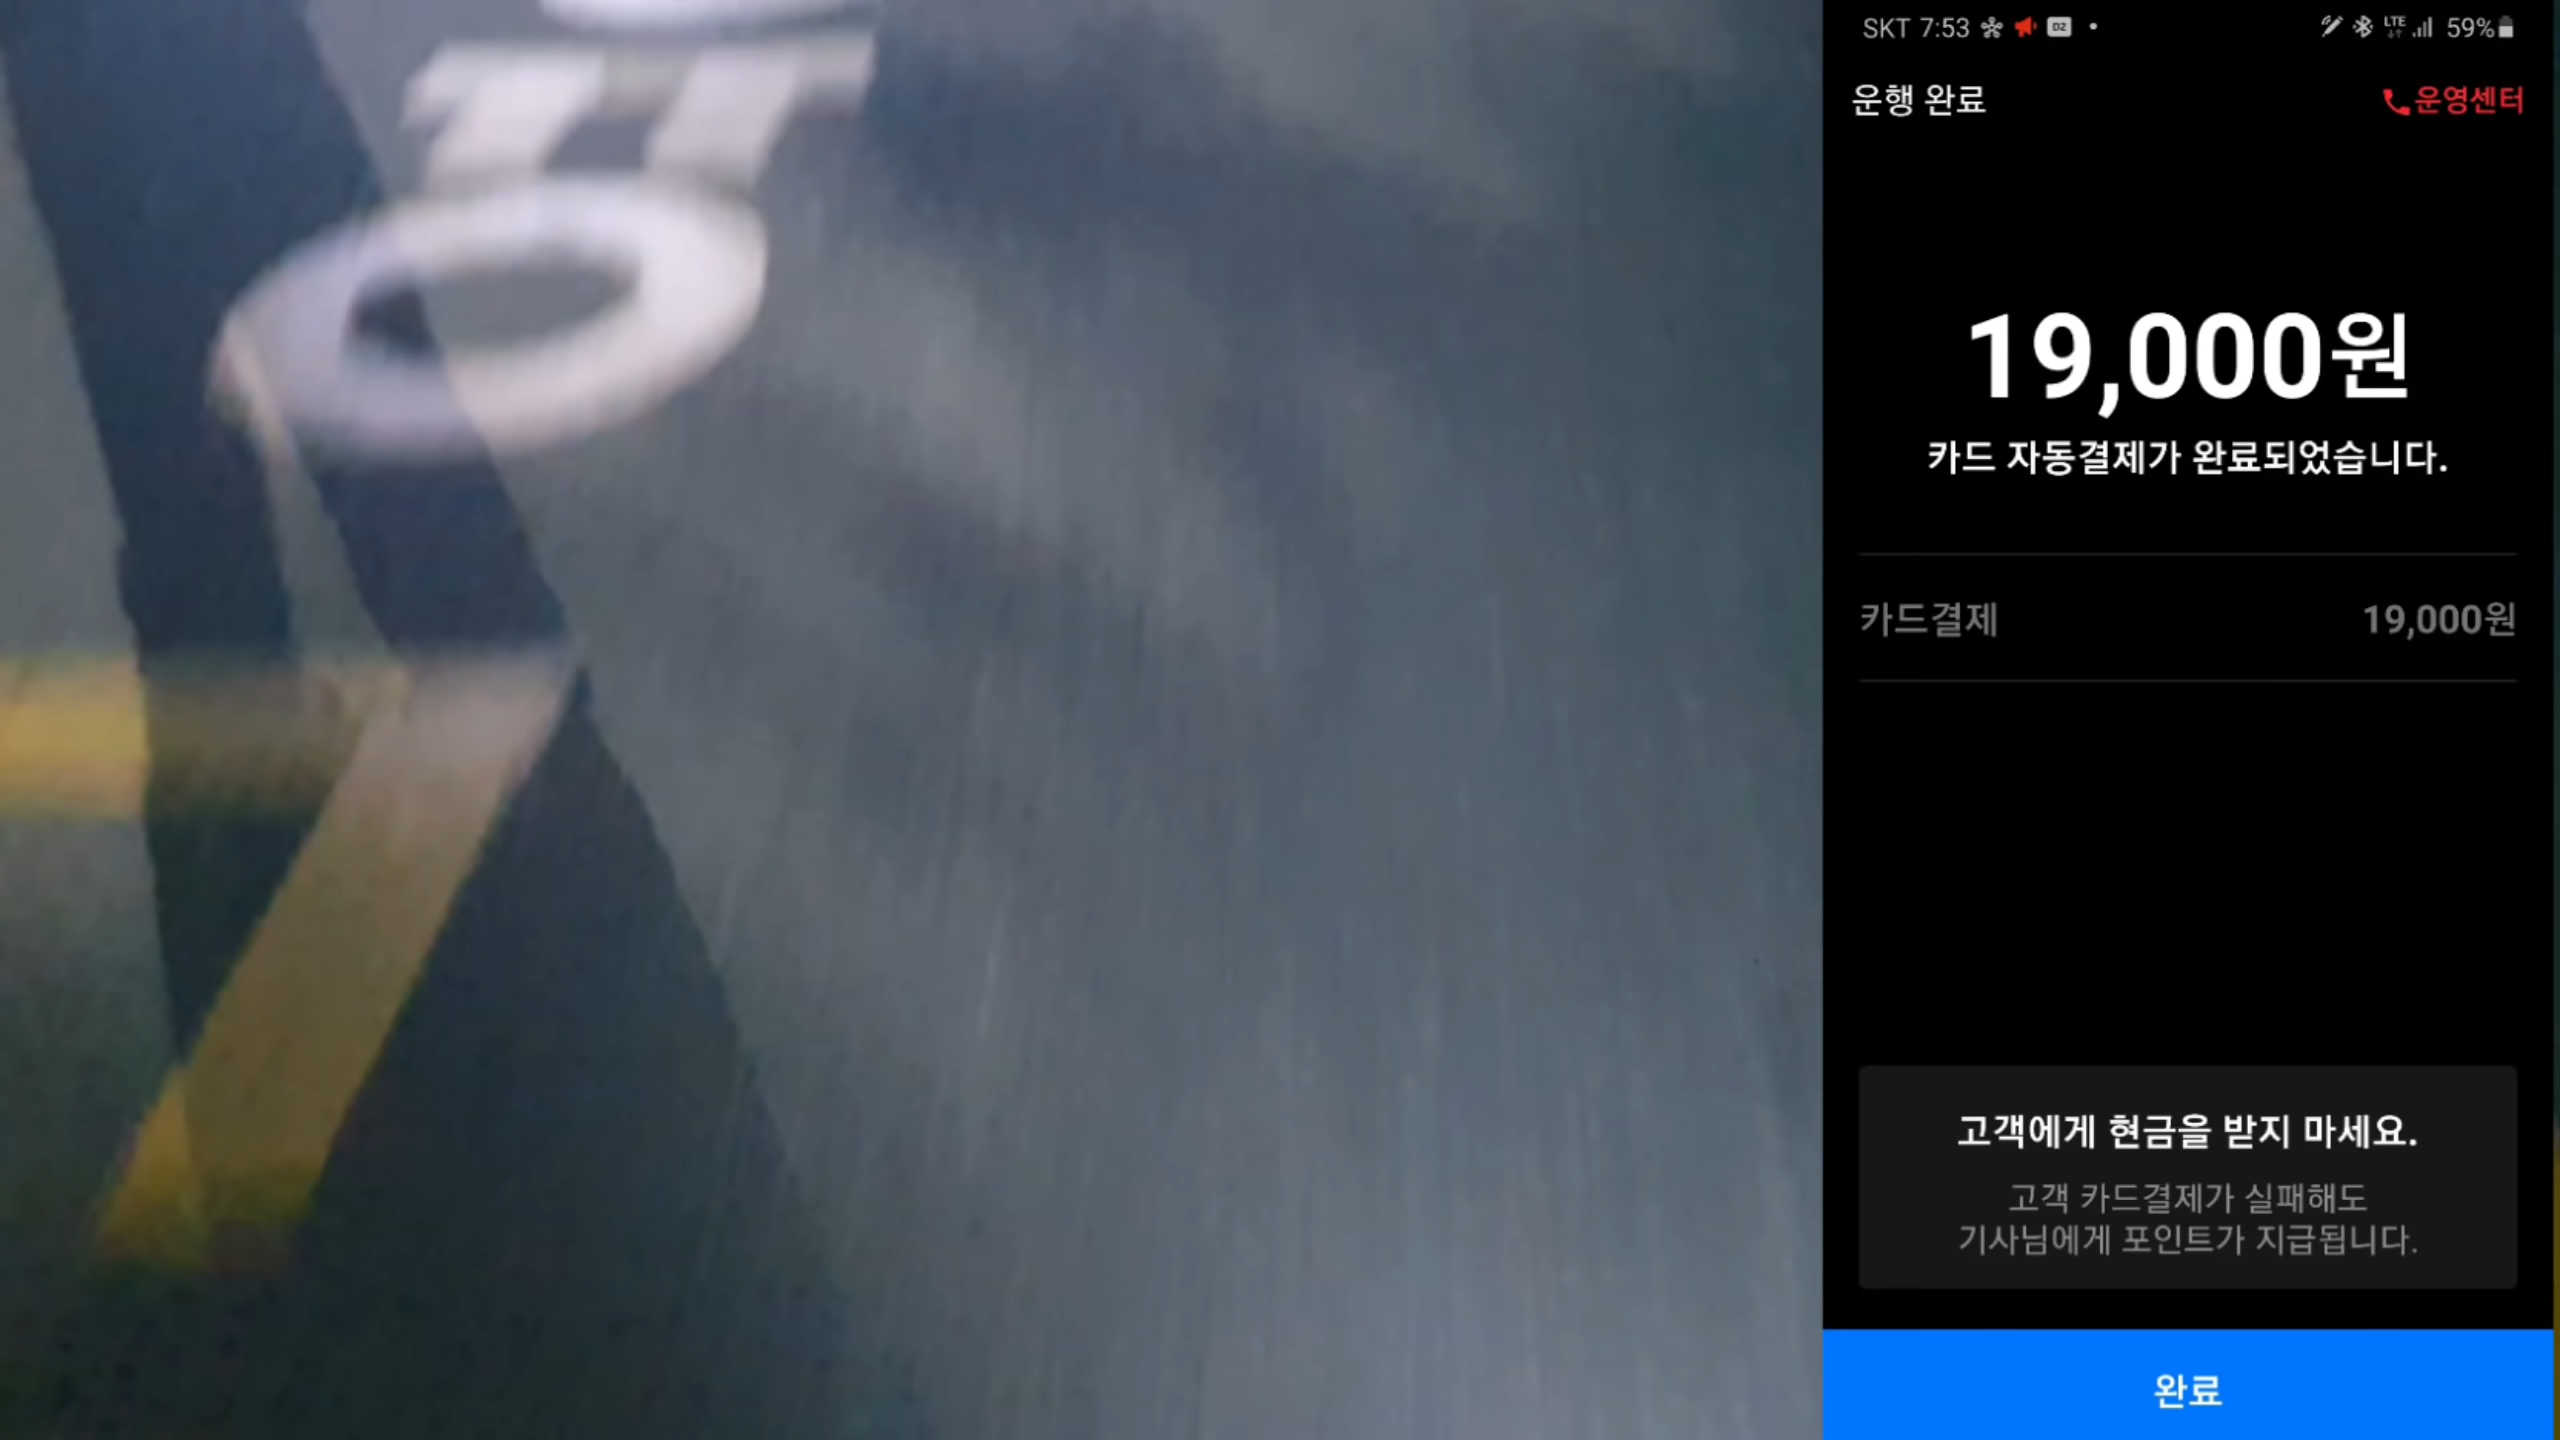 SKT 7:53
LTE
59%
운행 완료
운영센터
19,000원
카드 자동결제가 완료되었습니다.
카드결제 19,000원
고객에게 현금을 받지 마세요.
고객 카드결제가 실패해도
기사님에게 포인트가 지급됩니다.
완료